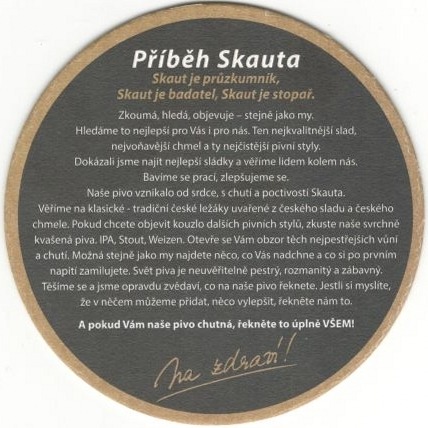 Příběh Skauta
Skaut je průzkumník,
Skaut je badatel, Skaut je stopař.
Zkoumá, hledá, objevuje – stejně jako my.
Hledáme to nejlepší pro Vás i pro nás. Ten nejkvalitnější slad,
nejvoňavější chmel a ty nejčistější pivní styly.
Dokázali jsme najít nejlepší sládky a věříme lidem kolem nás.
Bavíme se prací, zlepšujeme se.
Naše pivo vznikalo od srdce, s chutí a poctivostí Skauta.
Věříme na klasické - tradiční české ležáky uvařené z českého sladu a českého
chmele. Pokud chcete objevit kouzlo dalších pivních stylů, zkuste naše svrchně
kvašená piva. IPA, Stout, Weizen. Otevře se Vám obzor těch nejpestřejších vůní
a chutí. Možná stejně jako my najdete něco, co Vás nadchne a co si po prvním
napití zamilujete. Svět piva je neuvěřitelně pestrý, rozmanitý a zábavný.
Těšíme se a jsme opravdu zvědaví, co na naše pivo řeknete. Jestli si myslíte,
že v něčem můžeme přidat, něco vylepšit, řekněte nám to.
A pokud Vám naše pivo chutná, řekněte to úplně VŠEM!
Na zdraví!